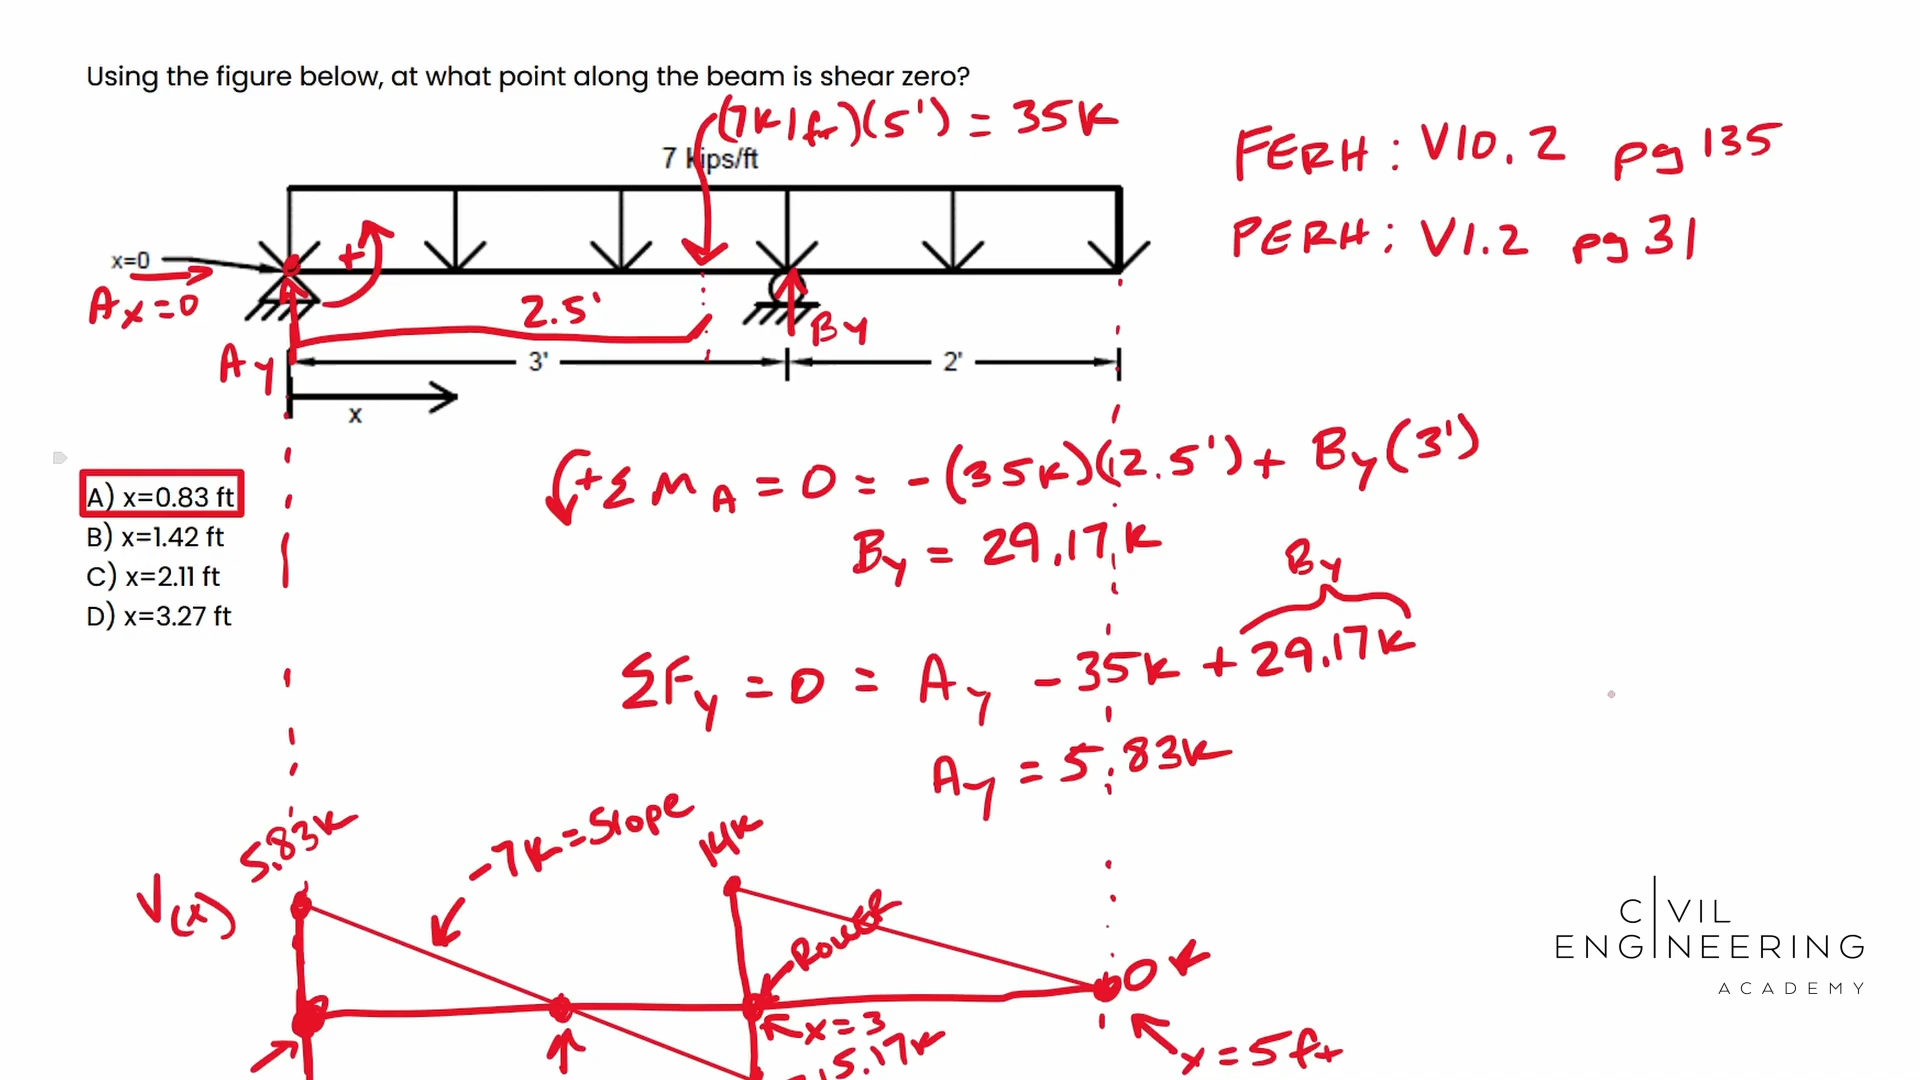 Using the figure below, at what point along the beam is shear zero?
(7k/ft)(5') = 35k
7 kips/ft
FERH: V10.2 pg 135
PERH: V1.2 pg 31
x=0
+
Ax=0
2.5'
By
Ay
3'
2'
x
A) x=0.83 ft
B) x=1.42 ft
C) x=2.11 ft
D) x=3.27 ft
+ΣMA = 0 = -(35k)(2.5') + By(3')
By = 29.17k
By
ΣFy = 0 = Ay - 35k + 29.17k
Ay = 5.83k
5.83k
-7k = Slope
14k
V(x)
0k
x=3
5.17k
x=5ft
CIVIL
ENGINEERING
ACADEMY